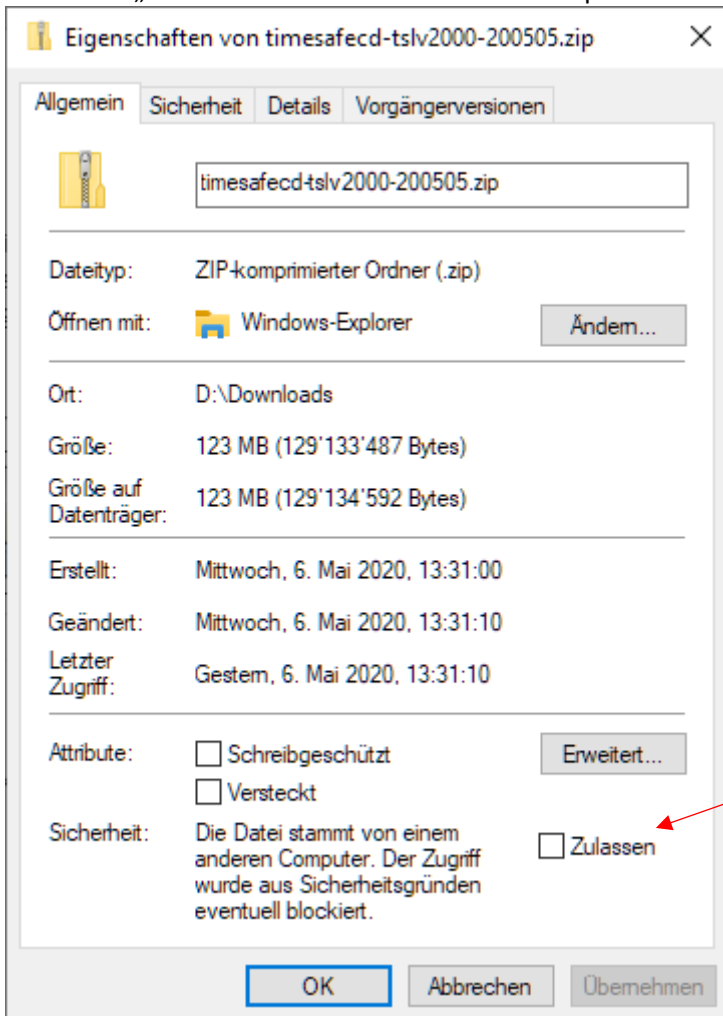 Eigenschaften von timesafecd-tslv2000-200505.zip
Allgemein Sicherheit Details Vorgängerversionen
timesafecd-tslv2000-200505.zip
Dateityp: ZIP-komprimierter Ordner (.zip)
Öffnen mit: Windows-Explorer Ändern...
Ort: D:\Downloads
Größe: 123 MB (129'133'487 Bytes)
Größe auf
Datenträger: 123 MB (129'134'592 Bytes)
Erstellt: Mittwoch, 6. Mai 2020, 13:31:00
Geändert: Mittwoch, 6. Mai 2020, 13:31:10
Letzter
Zugriff: Gestern, 6. Mai 2020, 13:31:10
Attribute: Schreibgeschützt Erweitert...
Versteckt
Sicherheit: Die Datei stammt von einem
anderen Computer. Der Zugriff
wurde aus Sicherheitsgründen
eventuell blockiert.
Zulassen
OK Abbrechen Übernehmen